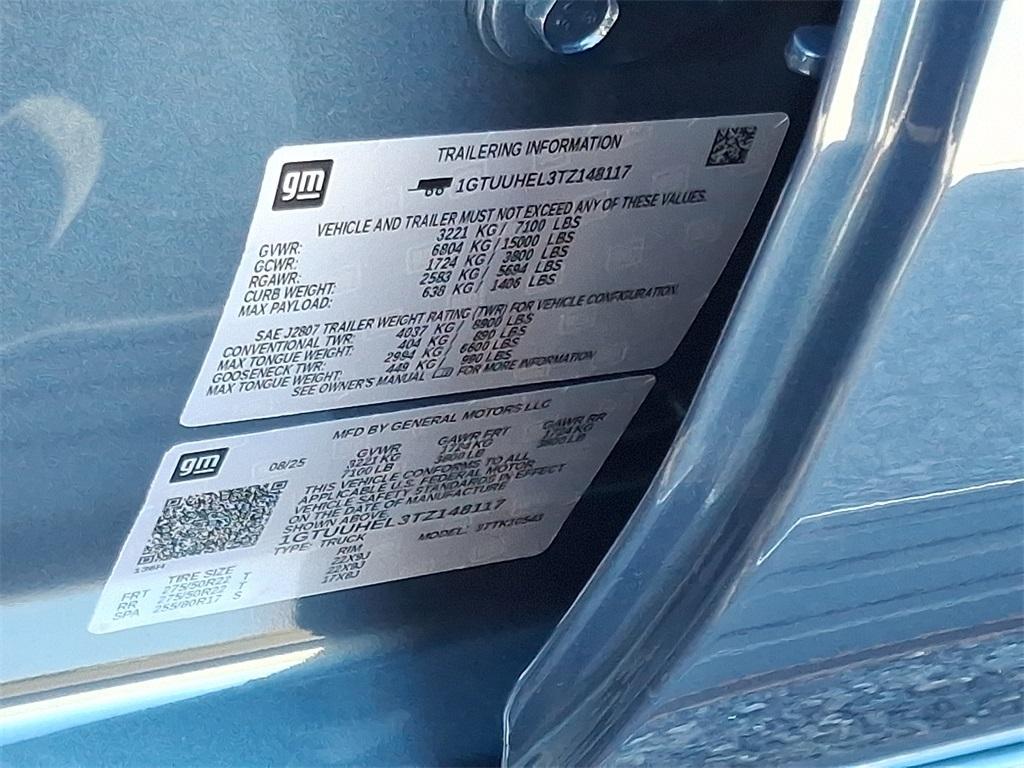 gm
TRAILERING INFORMATION
1GTUUHEL3TZ148117
VEHICLE AND TRAILER MUST NOT EXCEED ANY OF THESE VALUES.
GVWR: 3221 KG / 7100 LBS
GCWR: 6804 KG / 15000 LBS
RGAWR: 1724 KG / 3800 LBS
CURB WEIGHT: 2583 KG / 5694 LBS
MAX PAYLOAD: 638 KG / 1406 LBS
SAE J2807 TRAILER WEIGHT RATING (TWR) FOR VEHICLE CONFIGURATION.
CONVENTIONAL TWR: 4037 KG / 8900 LBS
MAX TONGUE WEIGHT: 404 KG / 890 LBS
GOOSENECK TWR: 2994 KG / 6600 LBS
MAX TONGUE WEIGHT: 449 KG / 990 LBS
SEE OWNER'S MANUAL FOR MORE INFORMATION
gm
MFD BY GENERAL MOTORS LLC
08/25
GVWR GAWR FRT GAWR RR
3221 KG 1724 KG 1724 KG
7100 LB 3800 LB 3800 LB
THIS VEHICLE CONFORMS TO ALL
APPLICABLE U.S. FEDERAL MOTOR
VEHICLE SAFETY STANDARDS IN EFFECT
ON THE DATE OF MANUFACTURE
SHOWN ABOVE.
1GTUUHEL3TZ148117
TYPE: TRUCK MODEL:
TIRE SIZE RIM
FRT 275/50R22 T 22X9J
RR 275/50R22 T 22X9J
SPA 255/80R17 S 17X8J